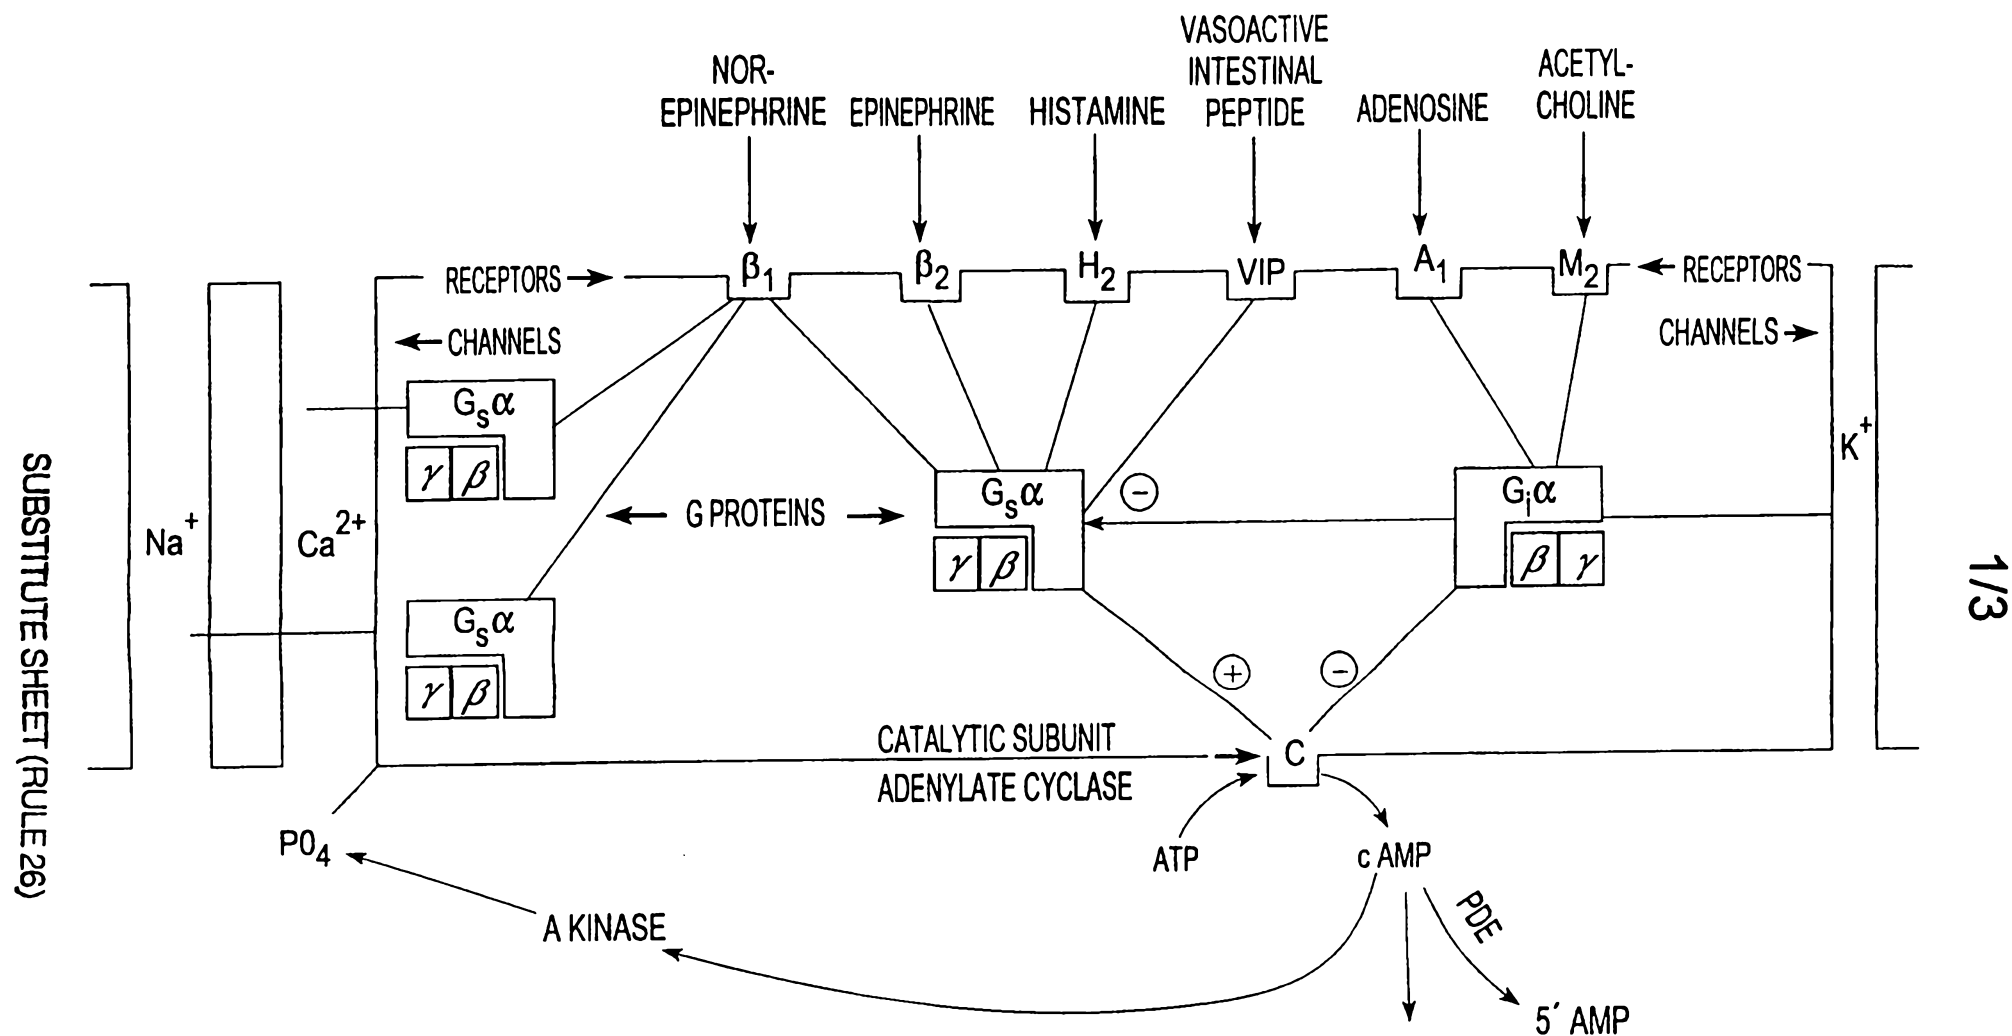 NOR-
EPINEPHRINE
EPINEPHRINE
HISTAMINE
VASOACTIVE
INTESTINAL
PEPTIDE
ADENOSINE
ACETYL-
CHOLINE
RECEPTORS
β₁
β₂
H₂
VIP
A₁
M₂
RECEPTORS
CHANNELS
CHANNELS
Gₛα
γ β
Na⁺
Ca²⁺
G PROTEINS
Gₛα
γ β
⊖
Gᵢα
β γ
K⁺
Gₛα
γ β
⊕
⊖
CATALYTIC SUBUNIT
ADENYLATE CYCLASE
C
ATP
c AMP
PO₄
A KINASE
PDE
5′ AMP
SUBSTITUTE SHEET (RULE 26)
1/3